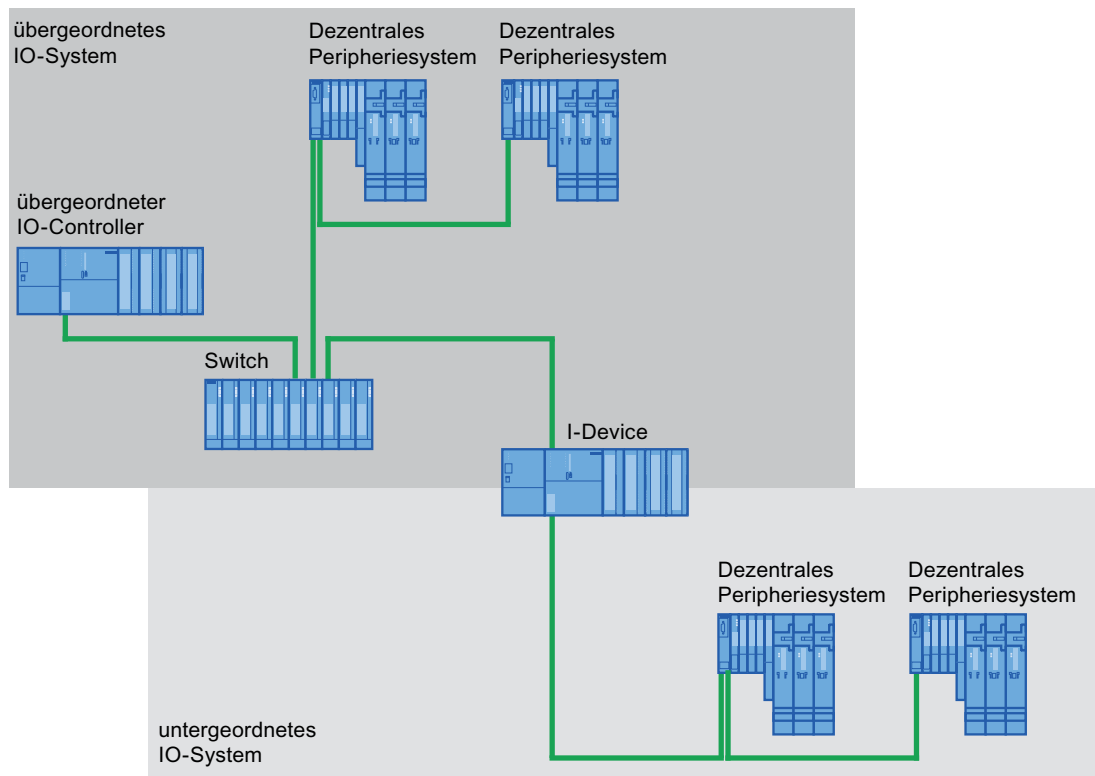 übergeordnetes
IO-System
Dezentrales
Peripheriesystem
Dezentrales
Peripheriesystem
übergeordneter
IO-Controller
Switch
I-Device
Dezentrales
Peripheriesystem
Dezentrales
Peripheriesystem
untergeordnetes
IO-System